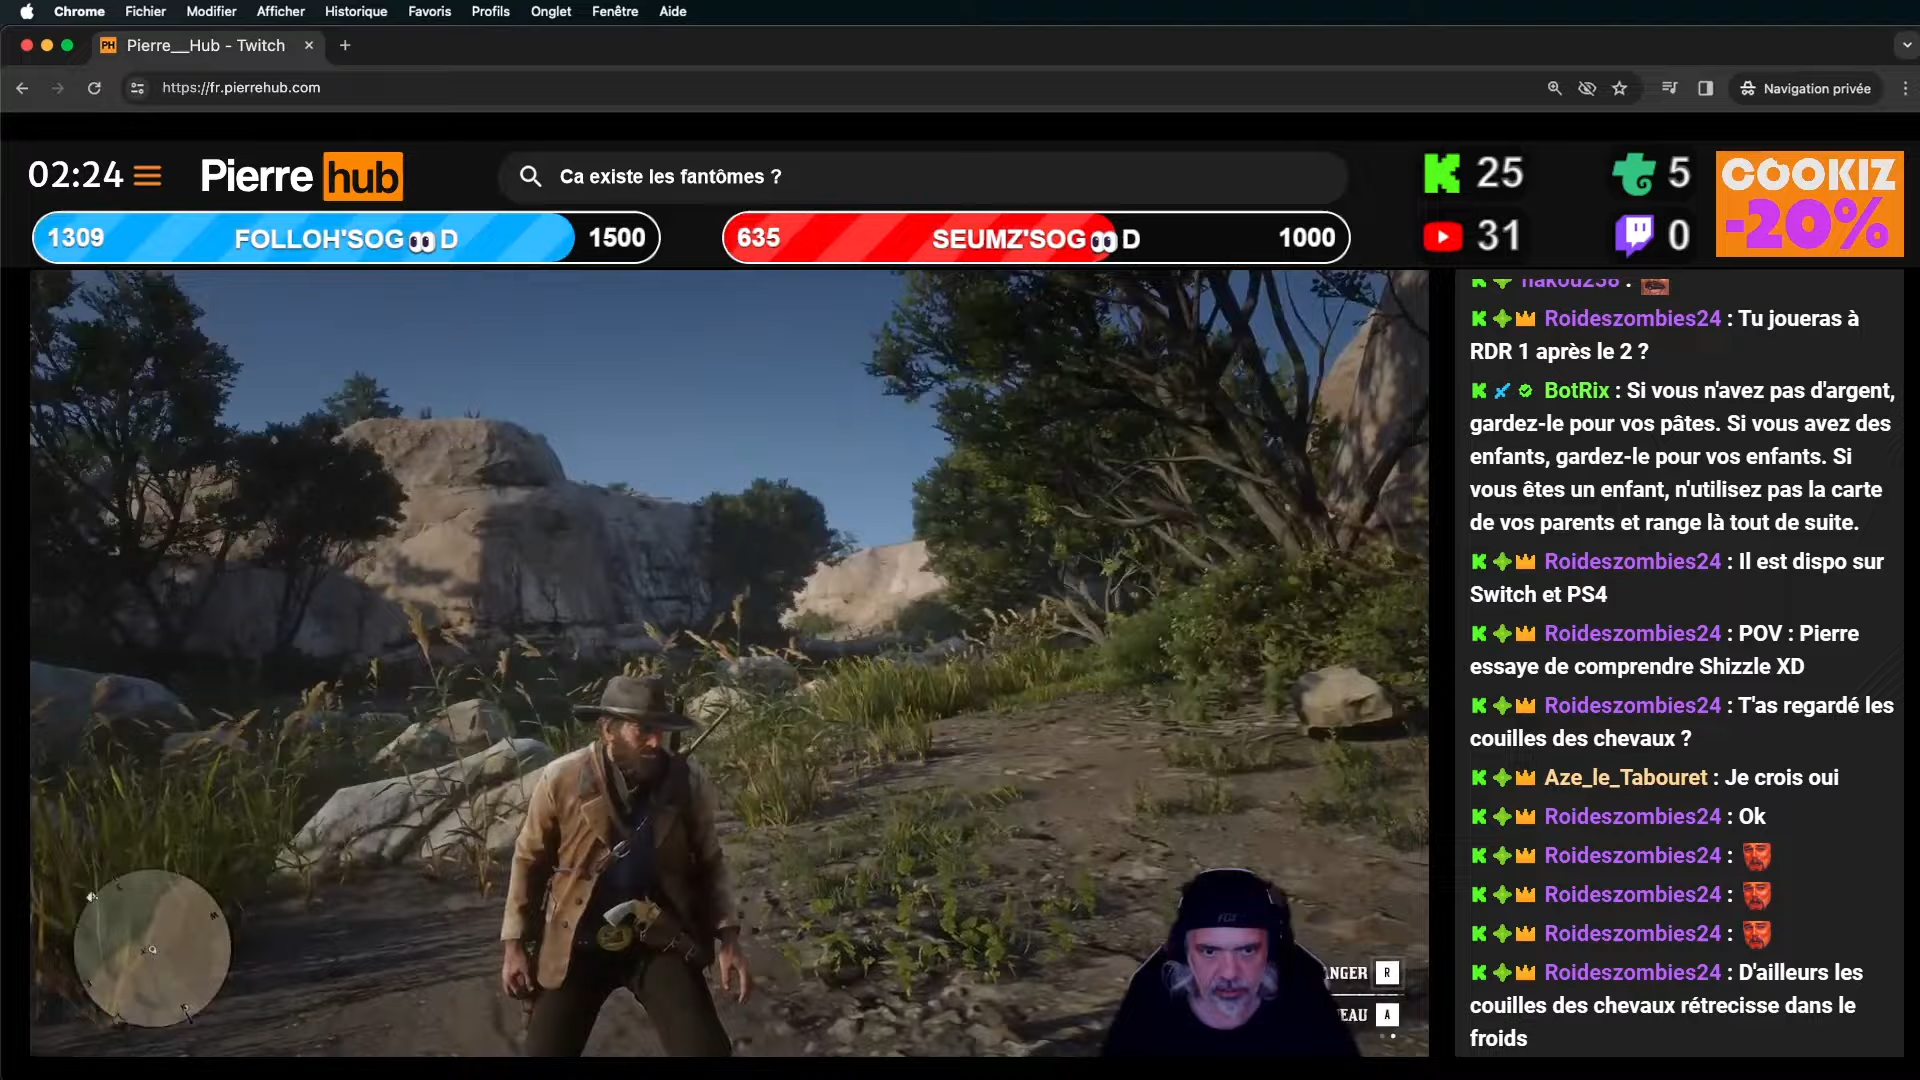 Chrome Fichier Modifier Afficher Historique Favoris Profils Onglet Fenêtre Aide
PH Pierre__Hub - Twitch
https://fr.pierrehub.com
Navigation privée
02:24
Pierre hub
Ca existe les fantômes ?
25
5
COOKIZ
-20%
1309 FOLLOH'SOG👀D 1500
635 SEUMZ'SOG👀D 1000
31
0
Roideszombies24 : Tu joueras à
RDR 1 après le 2 ?
BotRix : Si vous n'avez pas d'argent,
gardez-le pour vos pâtes. Si vous avez des
enfants, gardez-le pour vos enfants. Si
vous êtes un enfant, n'utilisez pas la carte
de vos parents et range là tout de suite.
Roideszombies24 : Il est dispo sur
Switch et PS4
Roideszombies24 : POV : Pierre
essaye de comprendre Shizzle XD
Roideszombies24 : T'as regardé les
couilles des chevaux ?
Aze_le_Tabouret : Je crois oui
Roideszombies24 : Ok
Roideszombies24 :
Roideszombies24 :
Roideszombies24 :
Roideszombies24 : D'ailleurs les
couilles des chevaux rétrecisse dans le
froids
ANGER R
EAU A